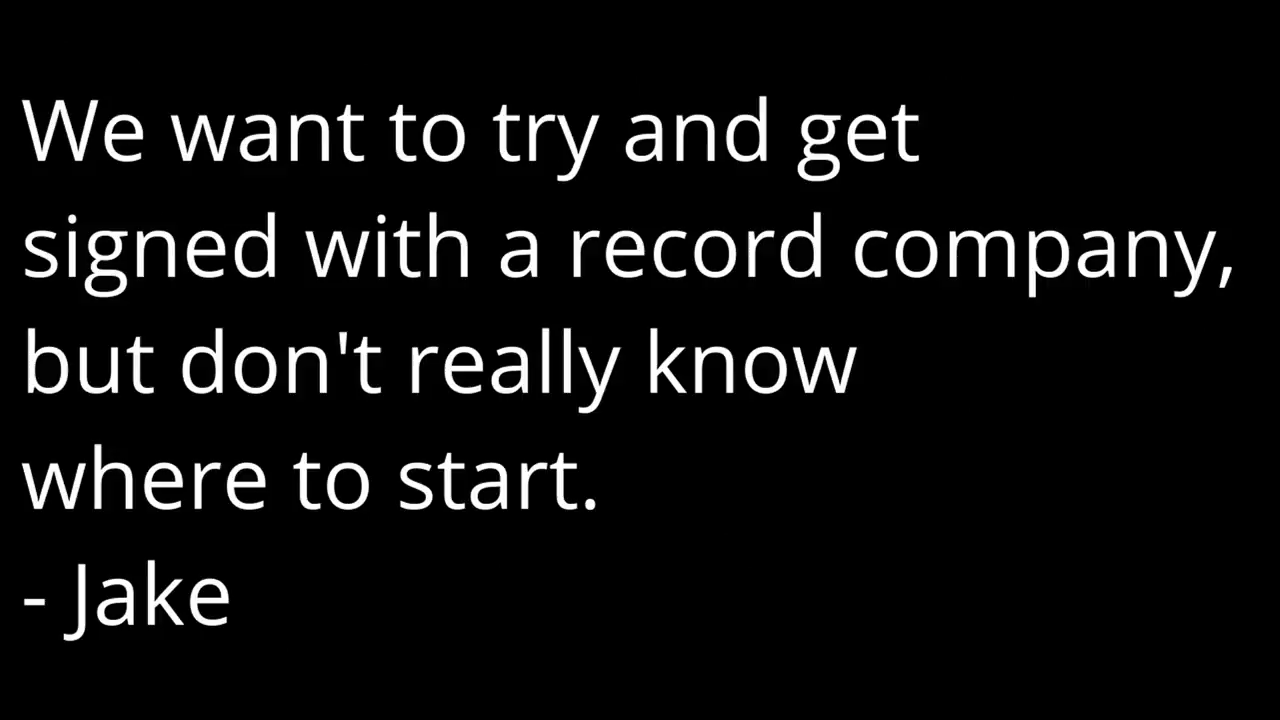 We want to try and get
signed with a record company,
but don't really know
where to start.
- Jake